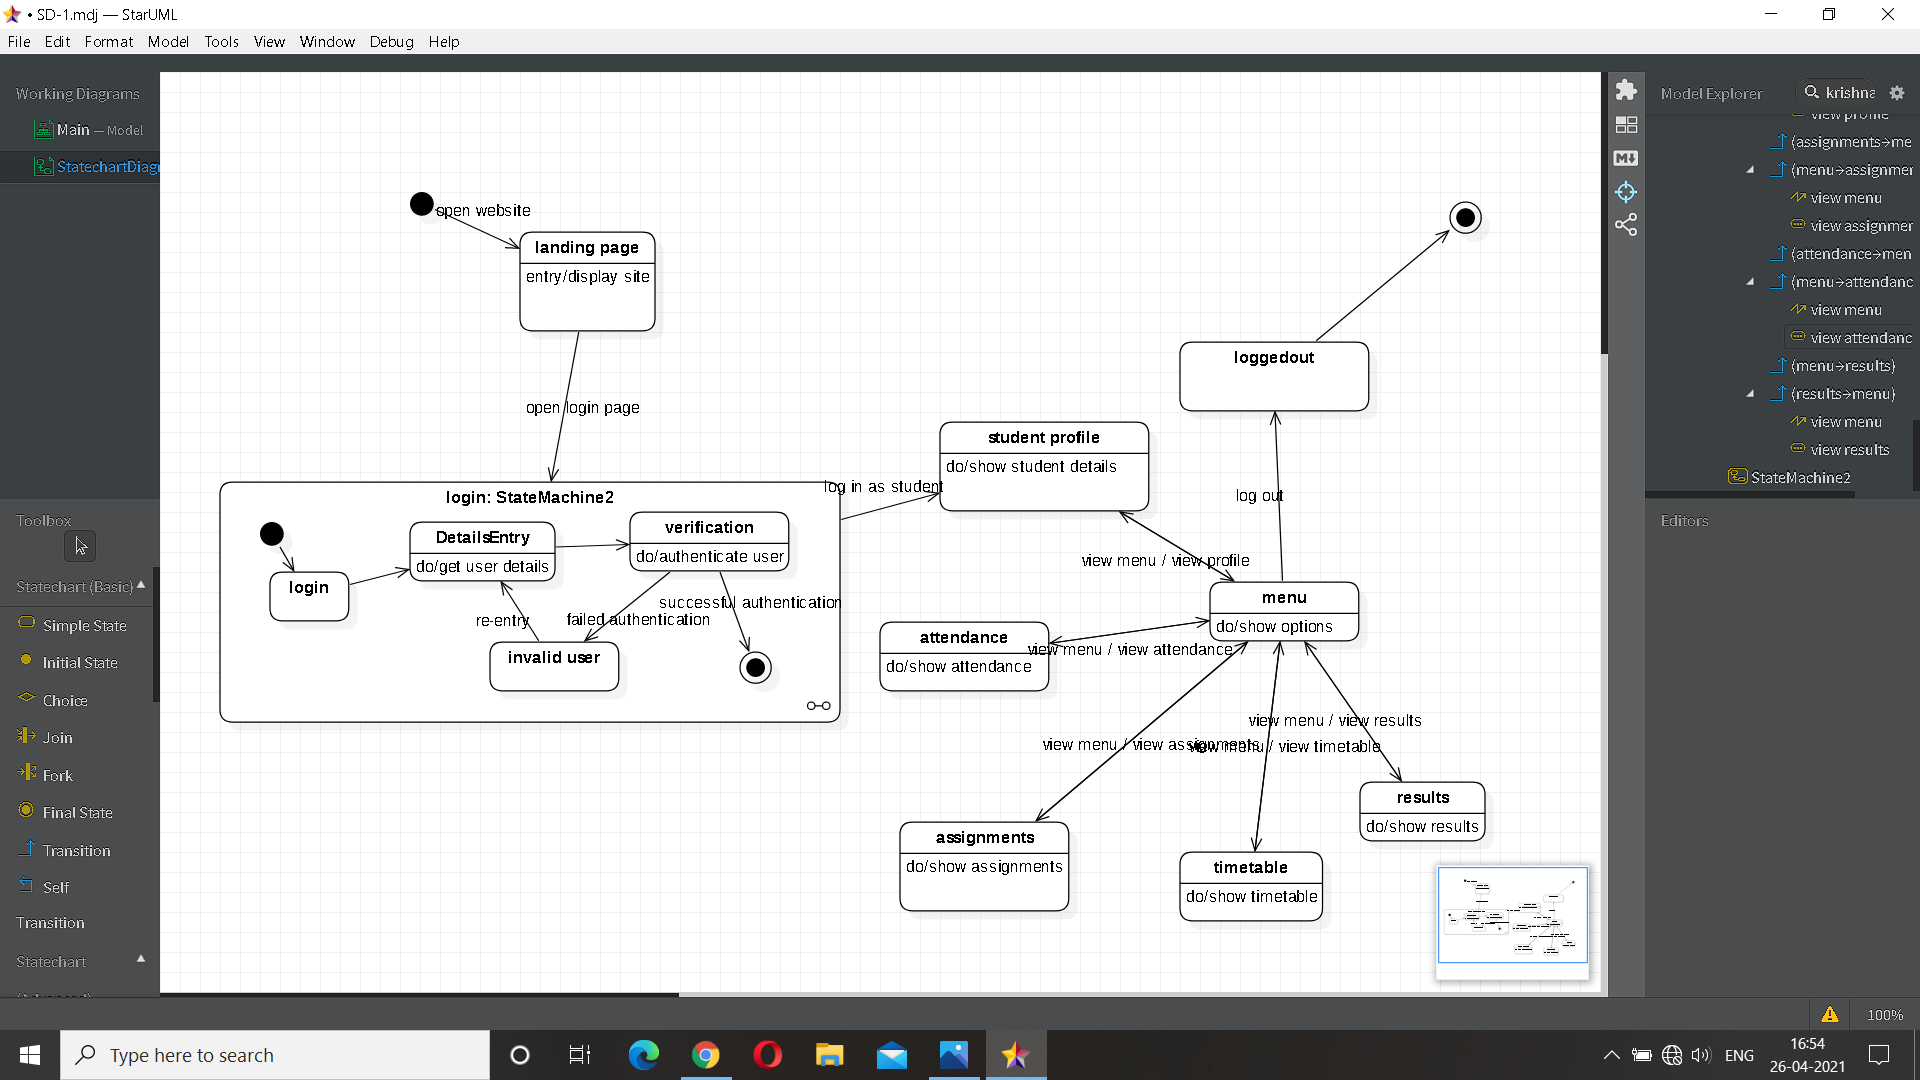 • SD-1.mdj — StarUML
File Edit Format Model Tools View Window Debug Help
Working Diagrams
Main — Model
StatechartDiagr
Toolbox
Statechart (Basic)
Simple State
Initial State
Choice
Join
Fork
Final State
Transition
Self
Transition
Statechart
(Advanced)
open website
landing page
entry/display site
open login page
login: StateMachine2
login
DetailsEntry
do/get user details
verification
do/authenticate user
re-entry
failed authentication
successful authentication
invalid user
log in as student
student profile
do/show student details
loggedout
log out
view menu / view profile
menu
do/show options
attendance
do/show attendance
view menu / view attendance
view menu / view assignments
view menu / view timetable
view menu / view results
assignments
do/show assignments
timetable
do/show timetable
results
do/show results
Model Explorer
krishna
view profile
(assignments→me
(menu→assignmer
view menu
view assignmer
(attendance→men
(menu→attendanc
view menu
view attendanc
(menu→results)
(results→menu)
view menu
view results
StateMachine2
Editors
100%
Type here to search
ENG
16:54
26-04-2021